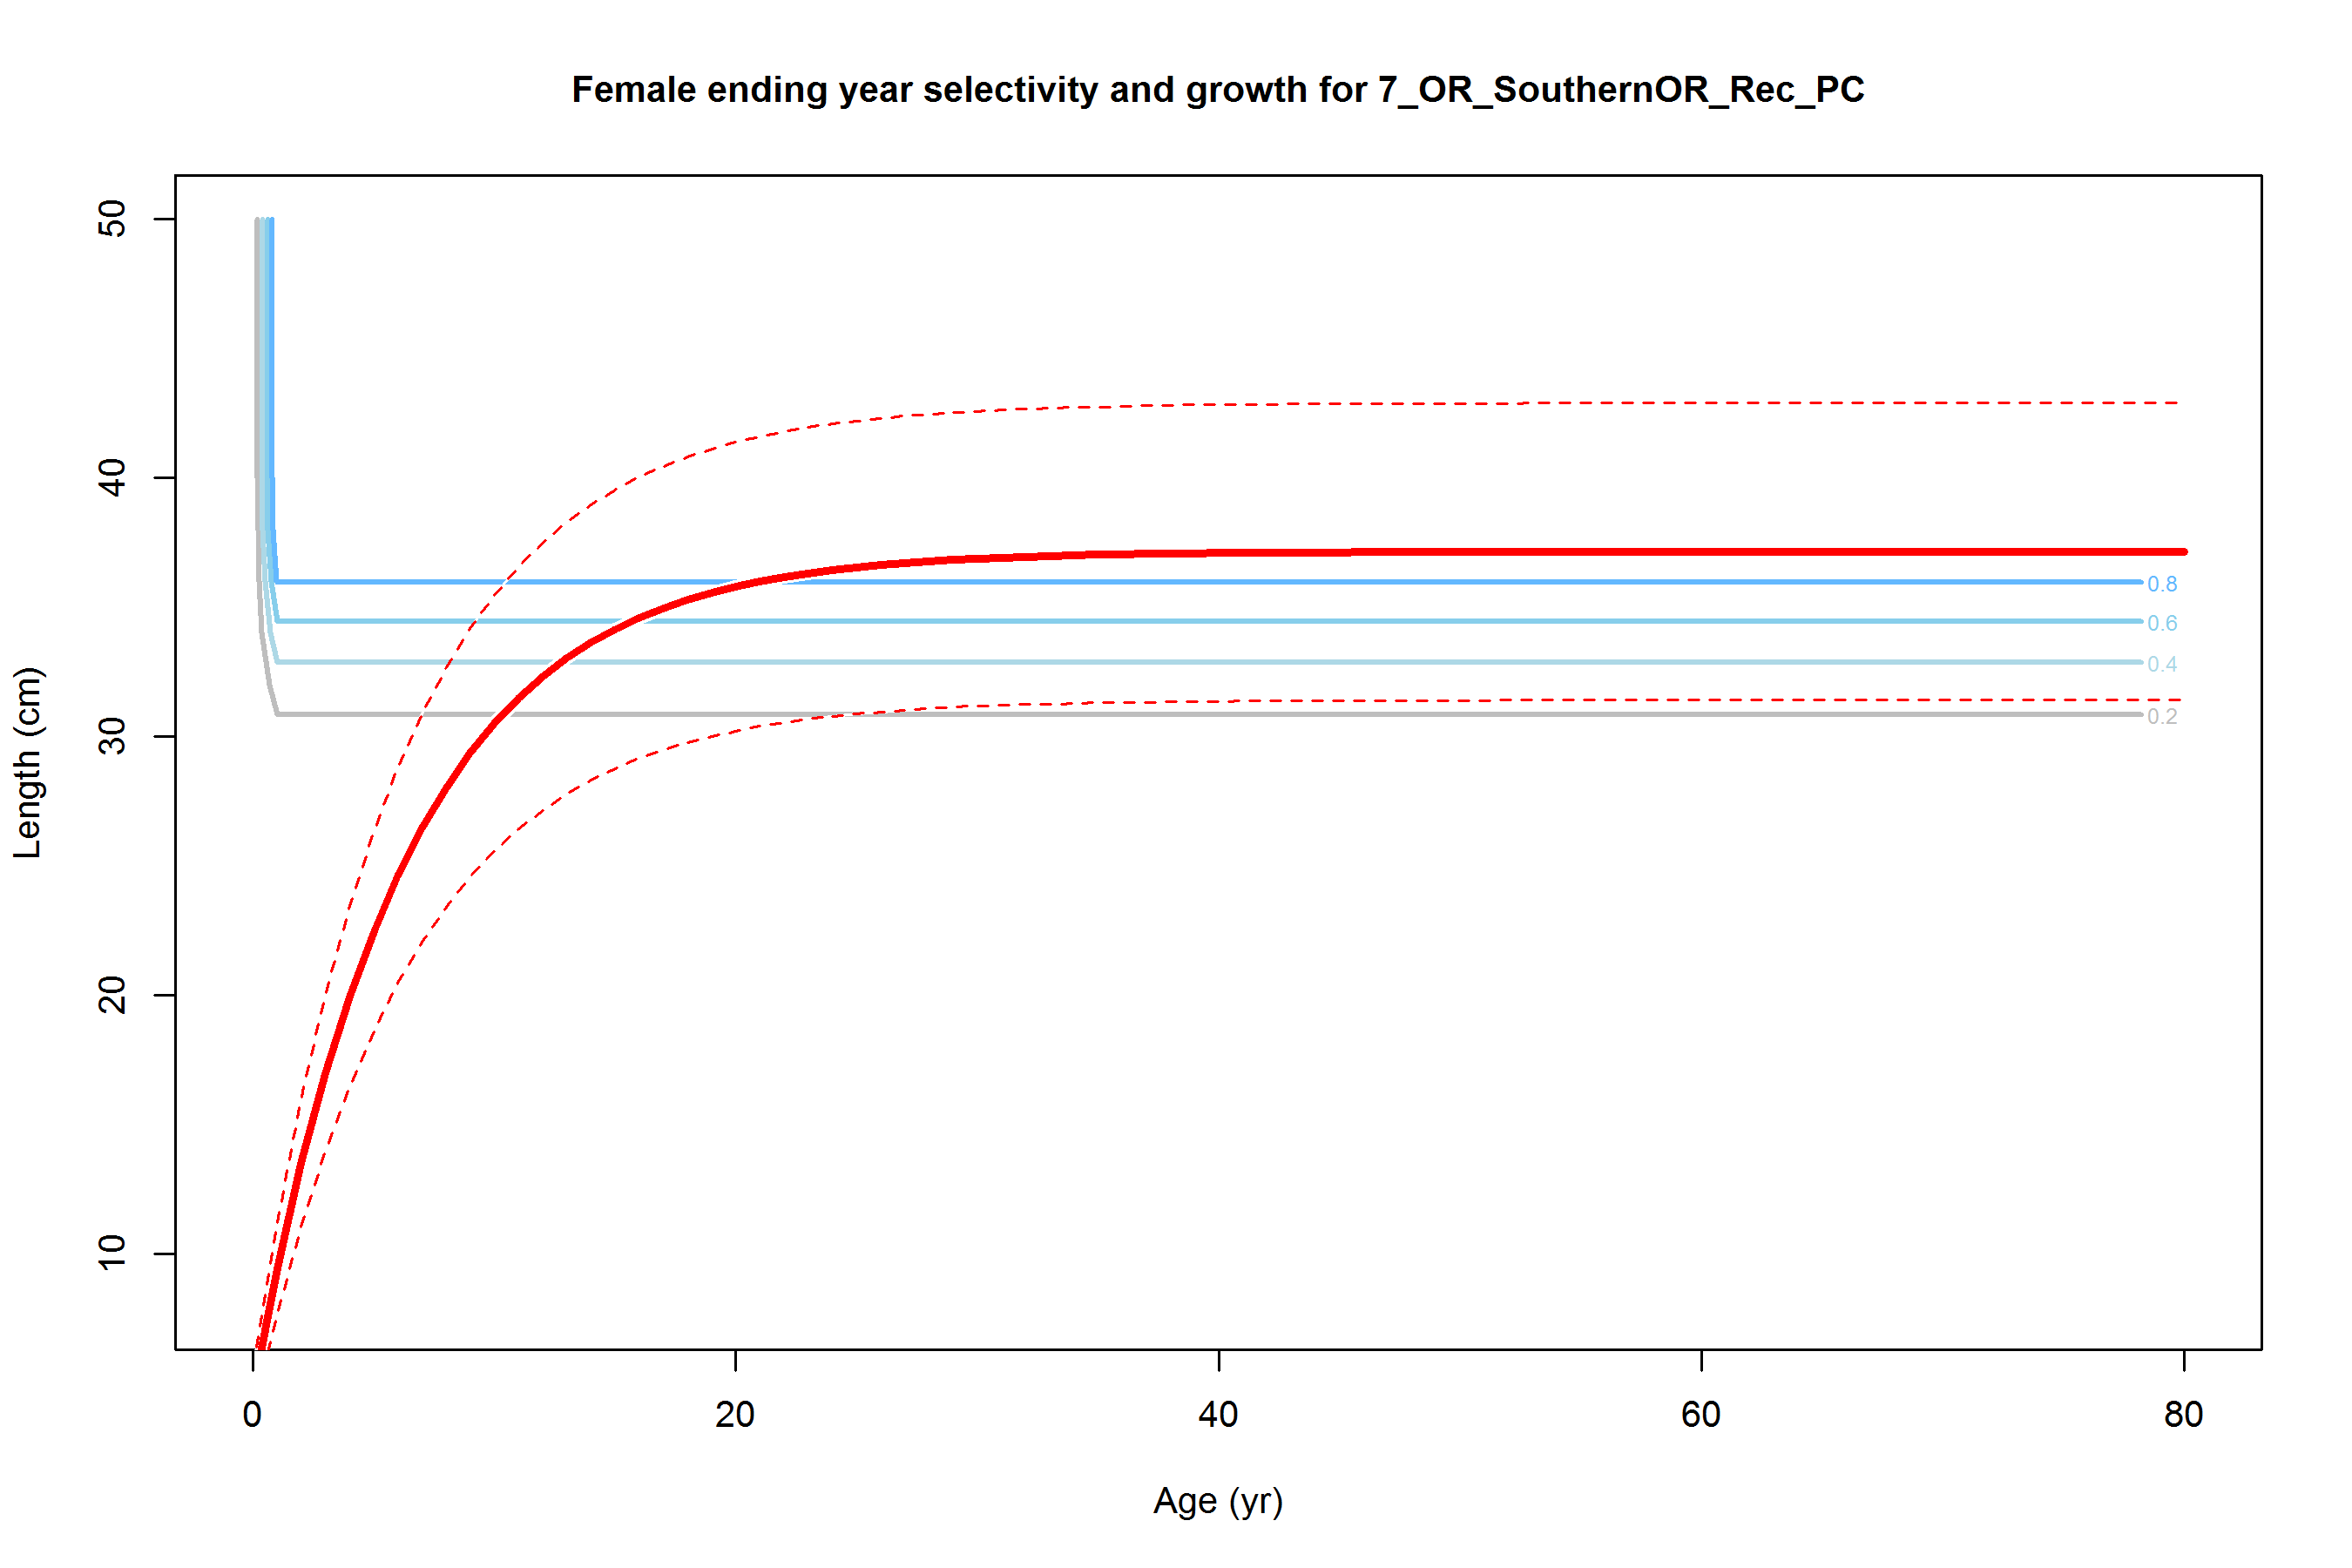 Female ending year selectivity and growth for 7_OR_SouthernOR_Rec_PC
50
40
30
20
10
Length (cm)
0.8
0.6
0.4
0.2
0 20 40 60 80
Age (yr)